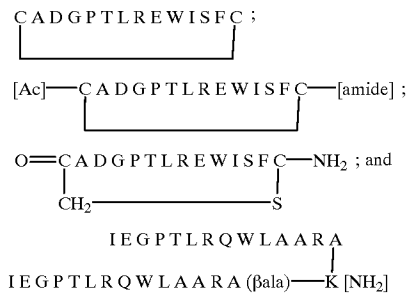 C A D G P T L R E W I S F C ;
[Ac]—C A D G P T L R E W I S F C—[amide] ;
O=C A D G P T L R E W I S F C—NH₂ ; and
CH₂ S
I E G P T L R Q W L A A R A
I E G P T L R Q W L A A R A (βala)—K [NH₂]